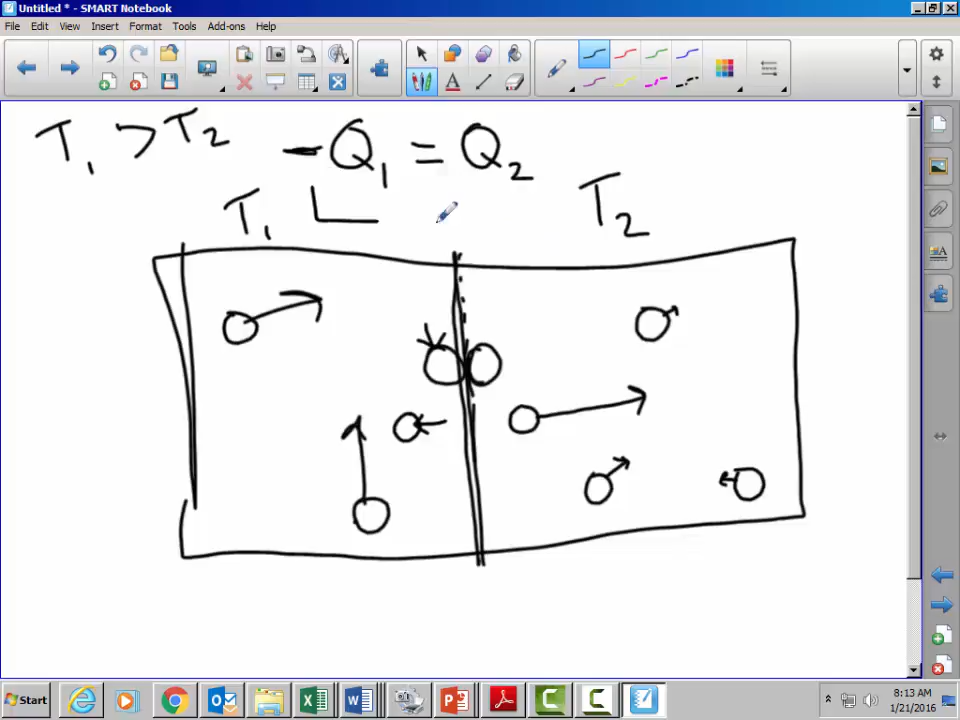 Untitled * - SMART Notebook
File Edit View Insert Format Tools Add-ons Help
T₁ > T₂ -Q₁ = Q₂
T₁ T₂
Start
8:13 AM
1/21/2016